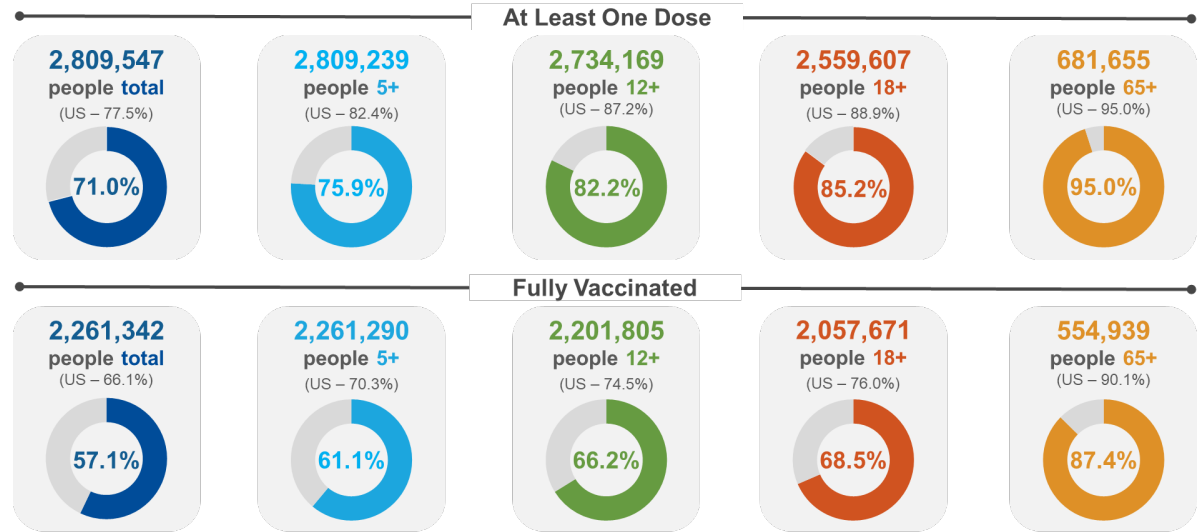 At Least One Dose
2,809,547
people total
(US – 77.5%)
71.0%
2,809,239
people 5+
(US – 82.4%)
75.9%
2,734,169
people 12+
(US – 87.2%)
82.2%
2,559,607
people 18+
(US – 88.9%)
85.2%
681,655
people 65+
(US – 95.0%)
95.0%
Fully Vaccinated
2,261,342
people total
(US – 66.1%)
57.1%
2,261,290
people 5+
(US – 70.3%)
61.1%
2,201,805
people 12+
(US – 74.5%)
66.2%
2,057,671
people 18+
(US – 76.0%)
68.5%
554,939
people 65+
(US – 90.1%)
87.4%